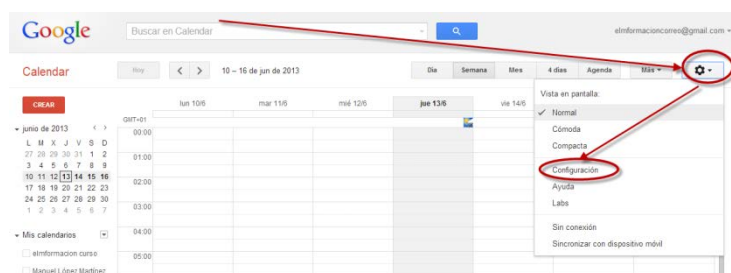 Google
Buscar en Calendar
elmformacioncorreo@gmail.com
Calendar
Hoy
10 – 16 de jun de 2013
Día Semana Mes 4 días Agenda Más
CREAR
lun 10/6 mar 11/6 mié 12/6 jue 13/6 vie 14/6
GMT+01
junio de 2013
L M X J V S D
27 28 29 30 31 1 2
3 4 5 6 7 8 9
10 11 12 13 14 15 16
17 18 19 20 21 22 23
24 25 26 27 28 29 30
1 2 3 4 5 6 7
00:00
01:00
02:00
03:00
04:00
05:00
Mis calendarios
elmformacion curso
Manuel López Martínez
Vista en pantalla:
Normal
Cómoda
Compacta
Configuración
Ayuda
Labs
Sin conexión
Sincronizar con dispositivo móvil